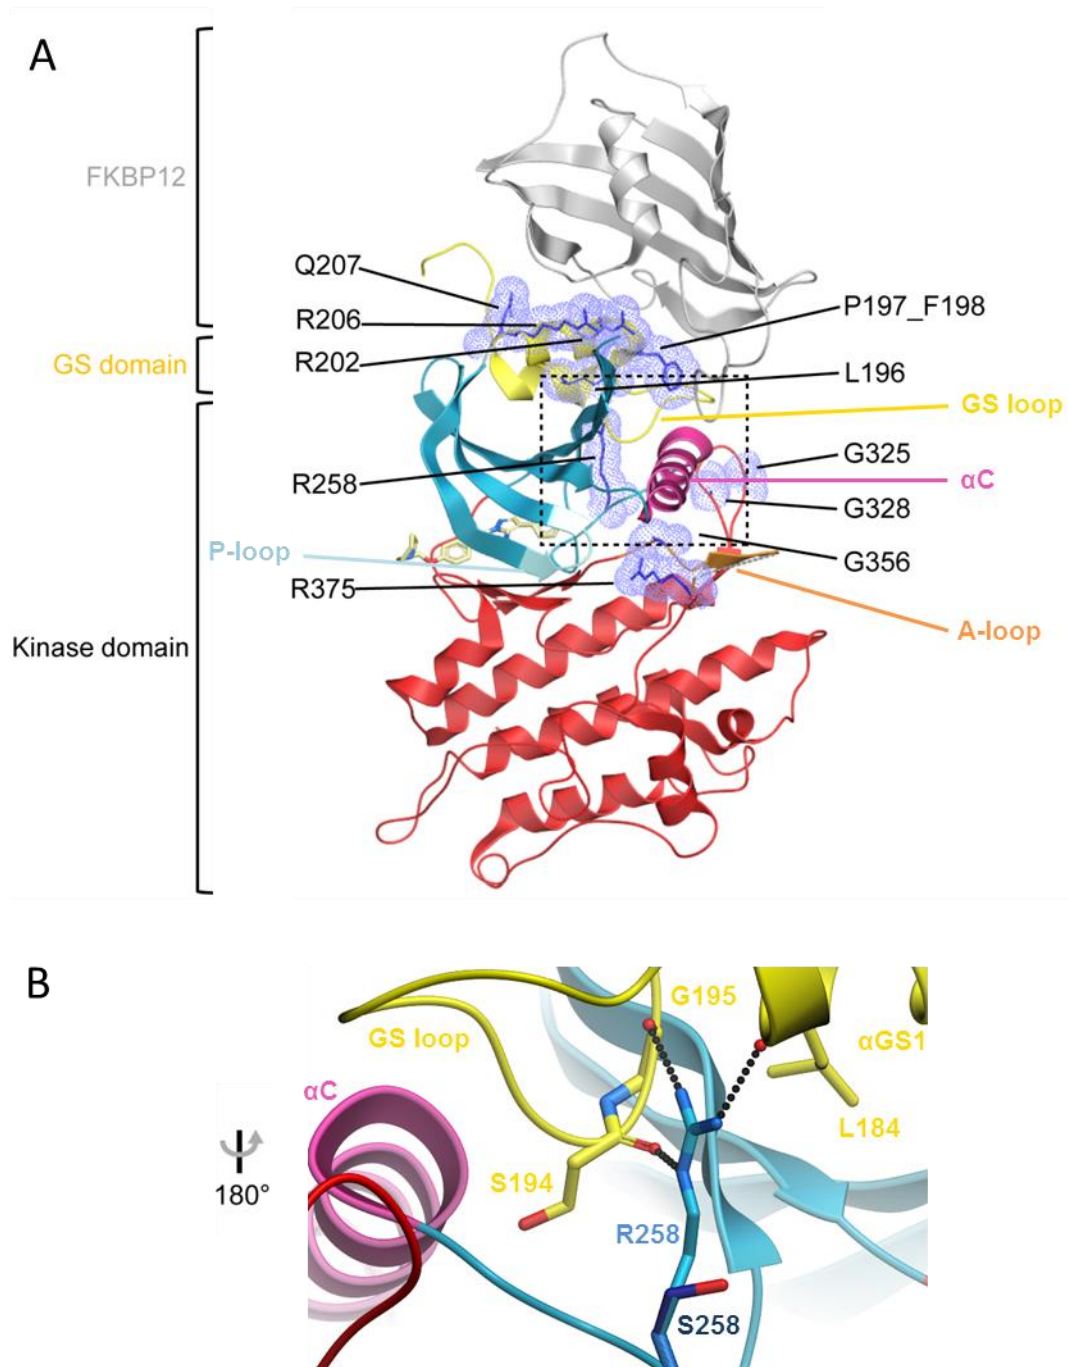 A
FKBP12
Q207
R206
R202
P197_F198
L196
GS domain
GS loop
R258
G325
αC
G328
P-loop
G356
R375
A-loop
Kinase domain
B
G195
GS loop
αGS1
αC
L184
S194
180°
R258
S258